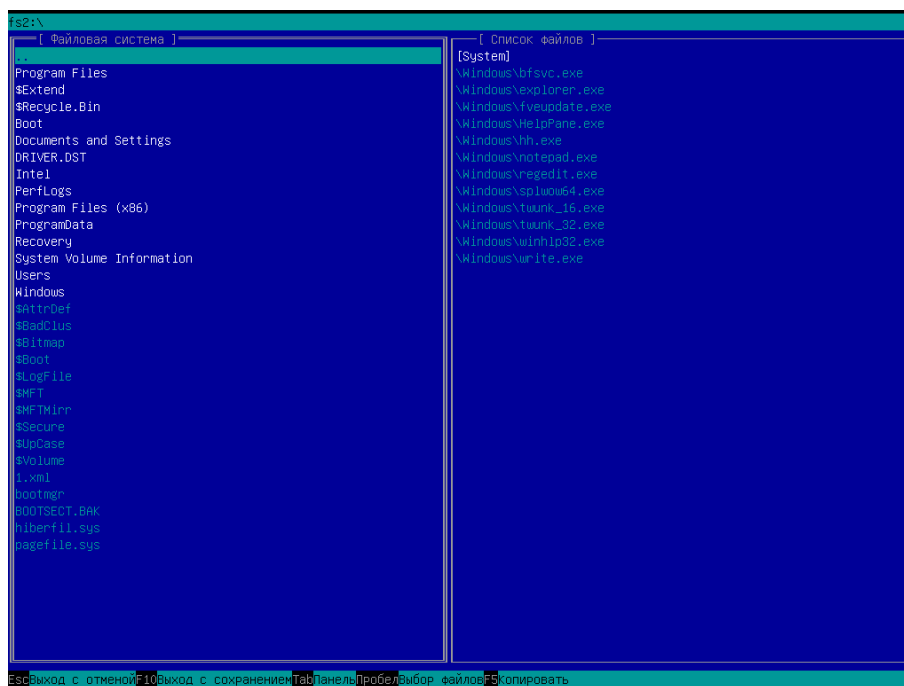 fs2:\
[ Файловая система ]
..
Program Files
$Extend
$Recycle.Bin
Boot
Documents and Settings
DRIVER.DST
Intel
PerfLogs
Program Files (x86)
ProgramData
Recovery
System Volume Information
Users
Windows
$AttrDef
$BadClus
$Bitmap
$Boot
$LogFile
$MFT
$MFTMirr
$Secure
$UpCase
$Volume
1.xml
bootmgr
BOOTSECT.BAK
hiberfil.sys
pagefile.sys
[ Список файлов ]
[System]
\Windows\bfsvc.exe
\Windows\explorer.exe
\Windows\fveupdate.exe
\Windows\HelpPane.exe
\Windows\hh.exe
\Windows\notepad.exe
\Windows\regedit.exe
\Windows\splwow64.exe
\Windows\twunk_16.exe
\Windows\twunk_32.exe
\Windows\winhlp32.exe
\Windows\write.exe
EscВыход с отменойF10Выход с сохранениемTabПанельПробелВыбор файловF5Копировать